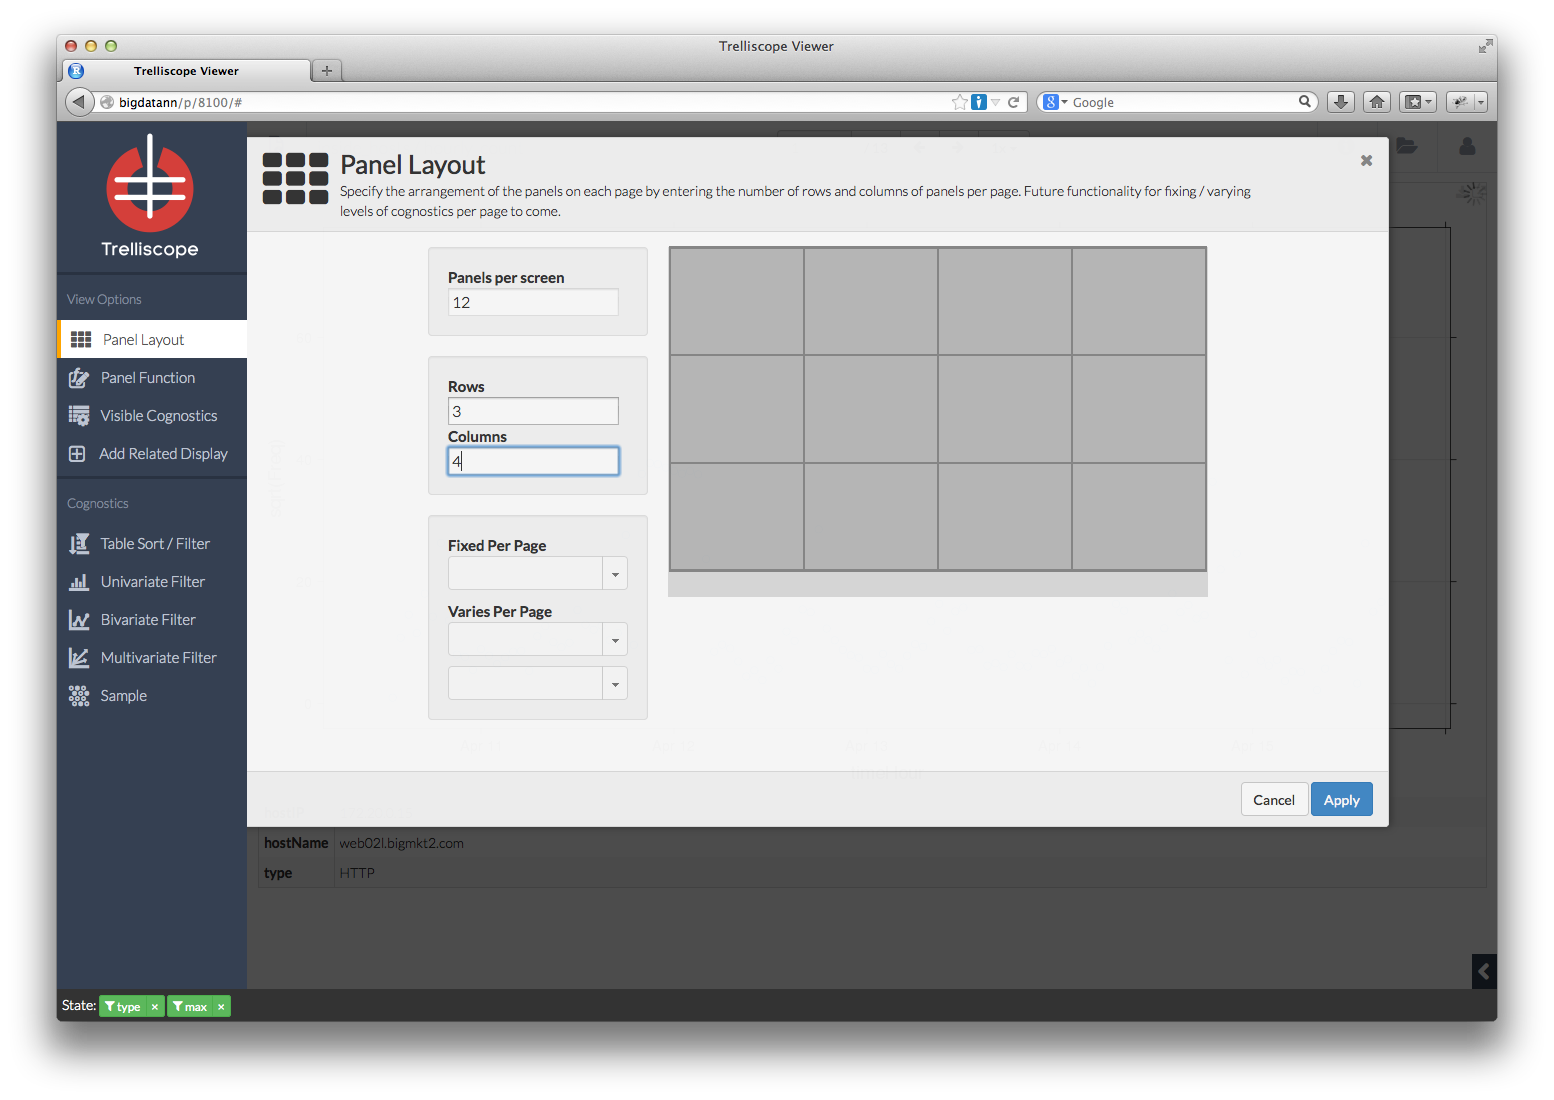 Trelliscope Viewer
Trelliscope Viewer
bigdatann/p/8100/#
Google
Trelliscope
View Options
Panel Layout
Panel Function
Visible Cognostics
Add Related Display
Cognostics
Table Sort / Filter
Univariate Filter
Bivariate Filter
Multivariate Filter
Sample
Panel Layout
Specify the arrangement of the panels on each page by entering the number of rows and columns of panels per page. Future functionality for fixing / varying
levels of cognostics per page to come.
Panels per screen
12
Rows
3
Columns
4
Fixed Per Page
Varies Per Page
Cancel
Apply
hostName web02l.bigmkt2.com
type HTTP
State: type × max ×